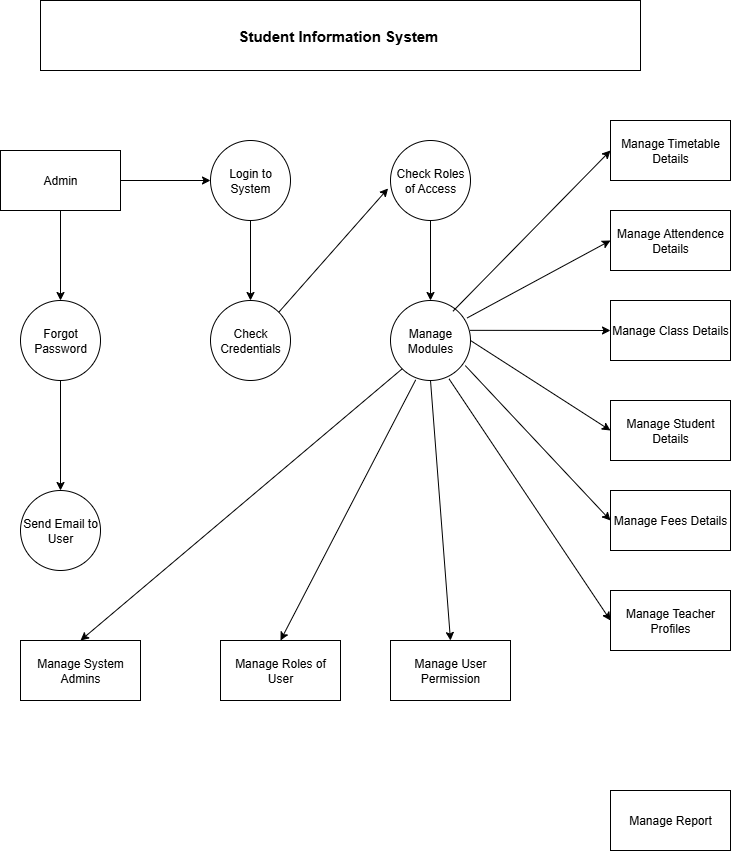 Student Information System
Admin
Login to
System
Check Roles
of Access
Manage Timetable
Details
Manage Attendence
Details
Forgot
Password
Check
Credentials
Manage
Modules
Manage Class Details
Manage Student
Details
Send Email to
User
Manage Fees Details
Manage Teacher
Profiles
Manage System
Admins
Manage Roles of
User
Manage User
Permission
Manage Report